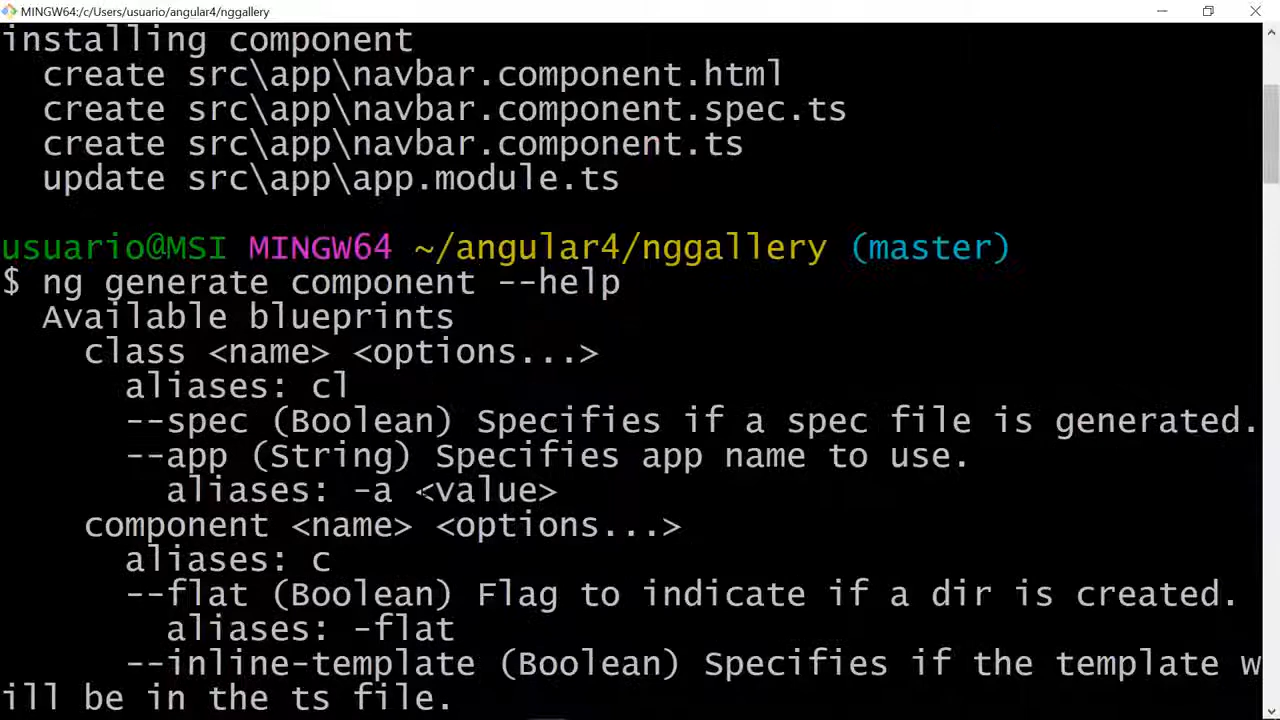 MINGW64:/c/Users/usuario/angular4/nggallery
installing component
create src\app\navbar.component.html
create src\app\navbar.component.spec.ts
create src\app\navbar.component.ts
update src\app\app.module.ts
usuario@MSI MINGW64 ~/angular4/nggallery (master)
$ ng generate component --help
Available blueprints
class <name> <options...>
aliases: cl
--spec (Boolean) Specifies if a spec file is generated.
--app (String) Specifies app name to use.
aliases: -a <value>
component <name> <options...>
aliases: c
--flat (Boolean) Flag to indicate if a dir is created.
aliases: -flat
--inline-template (Boolean) Specifies if the template w
ill be in the ts file.